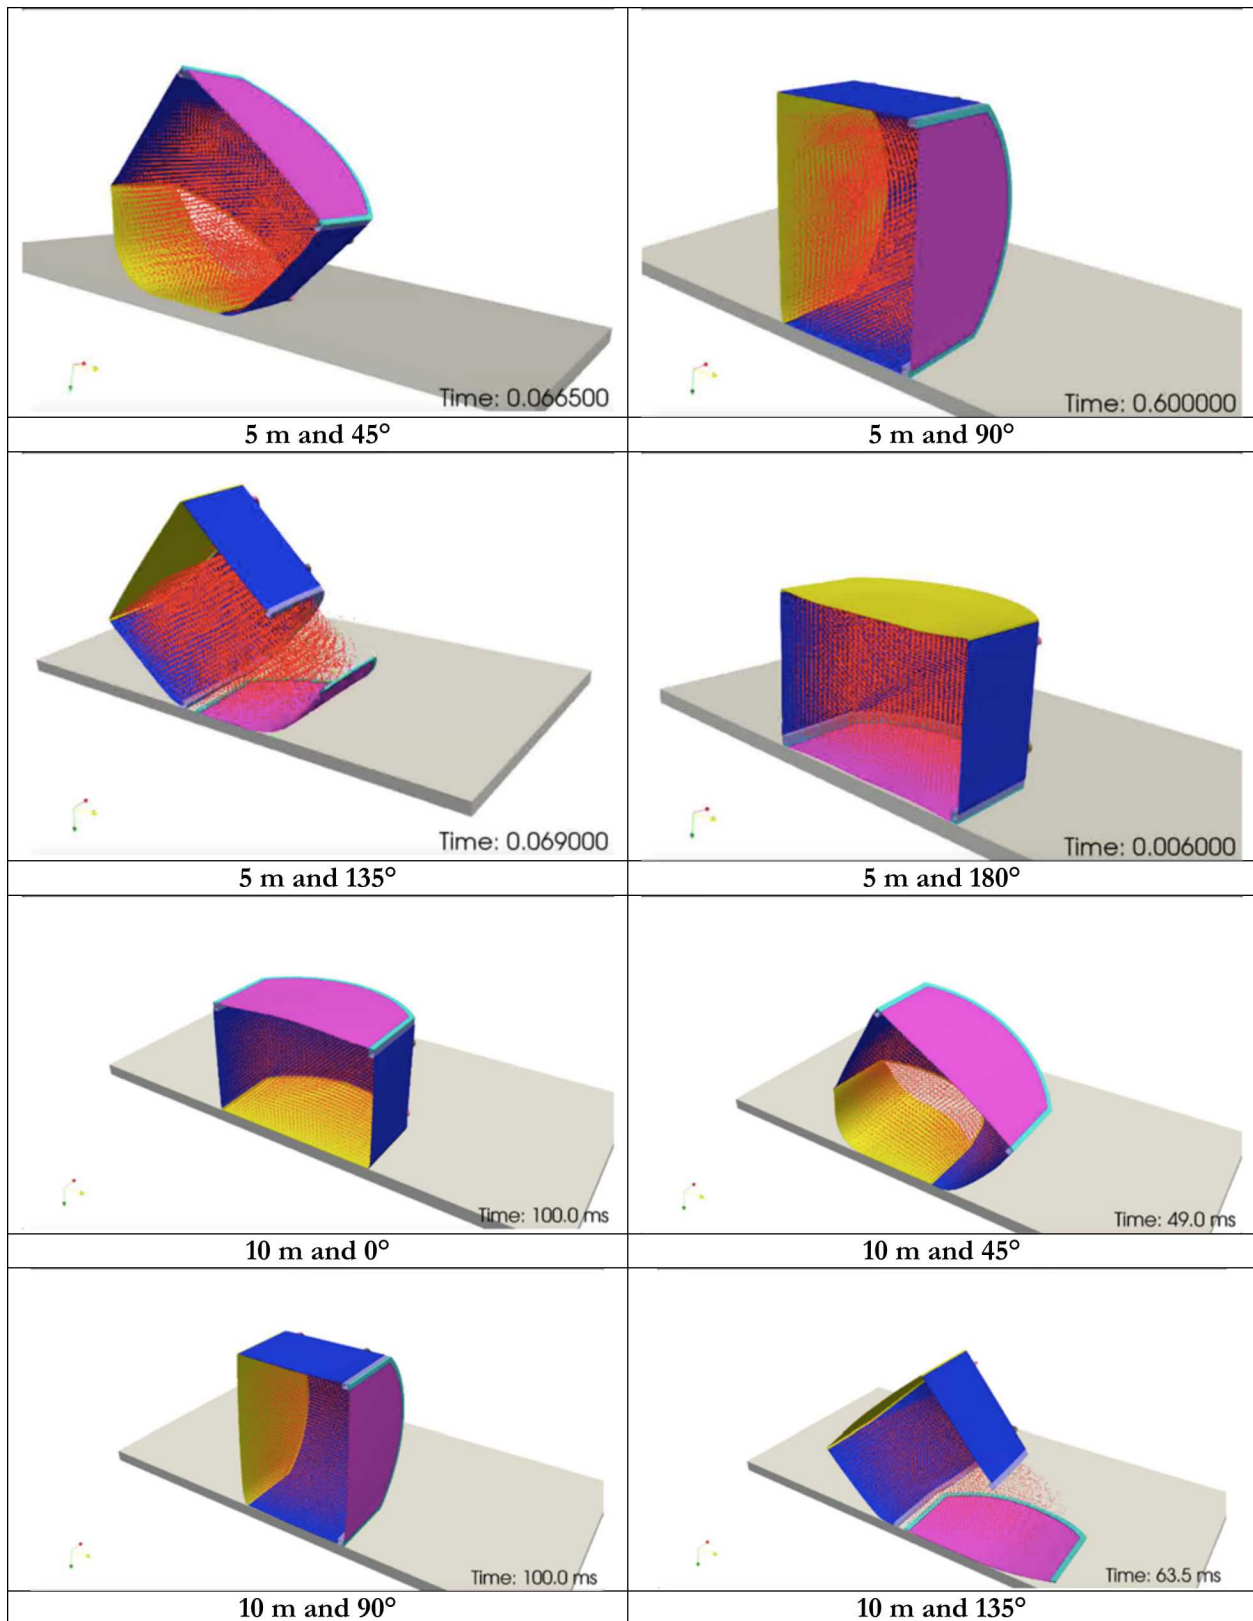 Time: 0.066500
Time: 0.600000
5 m and 45°
5 m and 90°
Time: 0.069000
Time: 0.006000
5 m and 135°
5 m and 180°
Time: 100.0 ms
Time: 49.0 ms
10 m and 0°
10 m and 45°
Time: 100.0 ms
Time: 63.5 ms
10 m and 90°
10 m and 135°